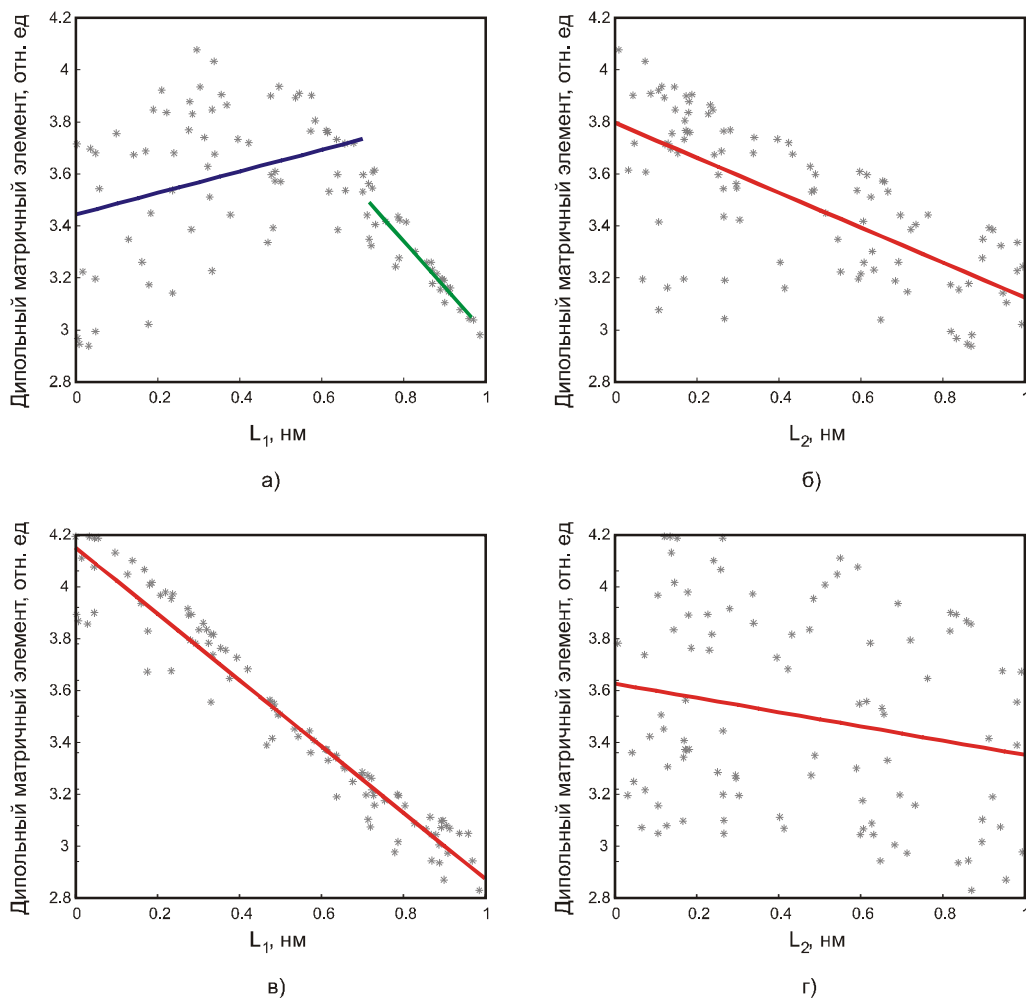 Дипольный матричный элемент, отн. ед
4.2
4
3.8
3.6
3.4
3.2
3
2.8
0 0.2 0.4 0.6 0.8 1
L1, нм
а)
Дипольный матричный элемент, отн. ед
4.2
4
3.8
3.6
3.4
3.2
3
2.8
0 0.2 0.4 0.6 0.8 1
L2, нм
б)
Дипольный матричный элемент, отн. ед
4.2
4
3.8
3.6
3.4
3.2
3
2.8
0 0.2 0.4 0.6 0.8 1
L1, нм
в)
Дипольный матричный элемент, отн. ед
4.2
4
3.8
3.6
3.4
3.2
3
2.8
0 0.2 0.4 0.6 0.8 1
L2, нм
г)